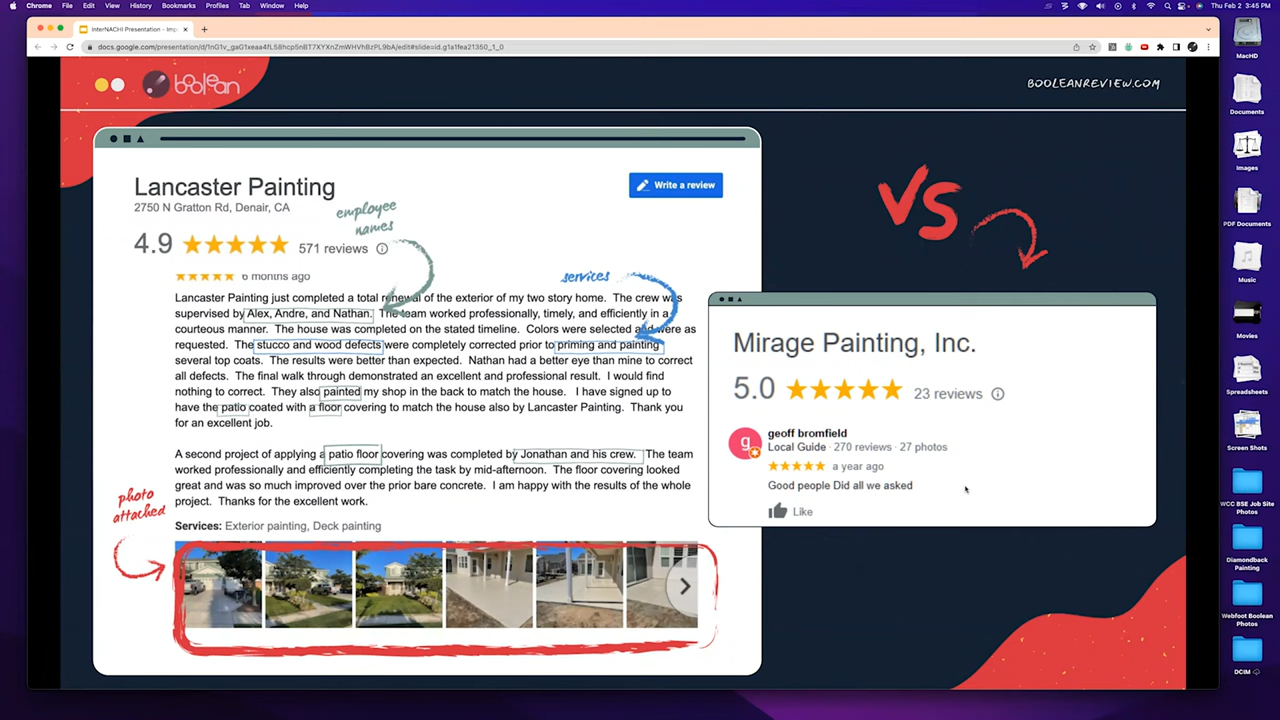 Chrome File Edit View History Bookmarks Profiles Tab Window Help
Thu Feb 2 3:45 PM
InterNACHI Presentation - Imp
boolean
BOOLEANREVIEW.COM
Lancaster Painting
2750 N Gratton Rd, Denair, CA
Write a review
employee
names
4.9 571 reviews
6 months ago
services
Lancaster Painting just completed a total renewal of the exterior of my two story home. The crew was
supervised by Alex, Andre, and Nathan. The team worked professionally, timely, and efficiently in a
courteous manner. The house was completed on the stated timeline. Colors were selected and were as
requested. The stucco and wood defects were completely corrected prior to priming and painting
several top coats. The results were better than expected. Nathan had a better eye than mine to correct
all defects. The final walk through demonstrated an excellent and professional result. I would find
nothing to correct. They also painted my shop in the back to match the house. I have signed up to
have the patio coated with a floor covering to match the house also by Lancaster Painting. Thank you
for an excellent job.
A second project of applying a patio floor covering was completed by Jonathan and his crew. The team
worked professionally and efficiently completing the task by mid-afternoon. The floor covering looked
great and was so much improved over the prior bare concrete. I am happy with the results of the whole
project. Thanks for the excellent work.
photo
attached
Services: Exterior painting, Deck painting
VS
Mirage Painting, Inc.
5.0 23 reviews
g
geoff bromfield
Local Guide · 270 reviews · 27 photos
a year ago
Good people Did all we asked
Like
MacHD
Documents
Images
PDF Documents
Music
Movies
Spreadsheets
Screen Shots
WCC BSE Job Site
Photos
Diamondback
Painting
Webfoot Boolean
Photos
DCIM